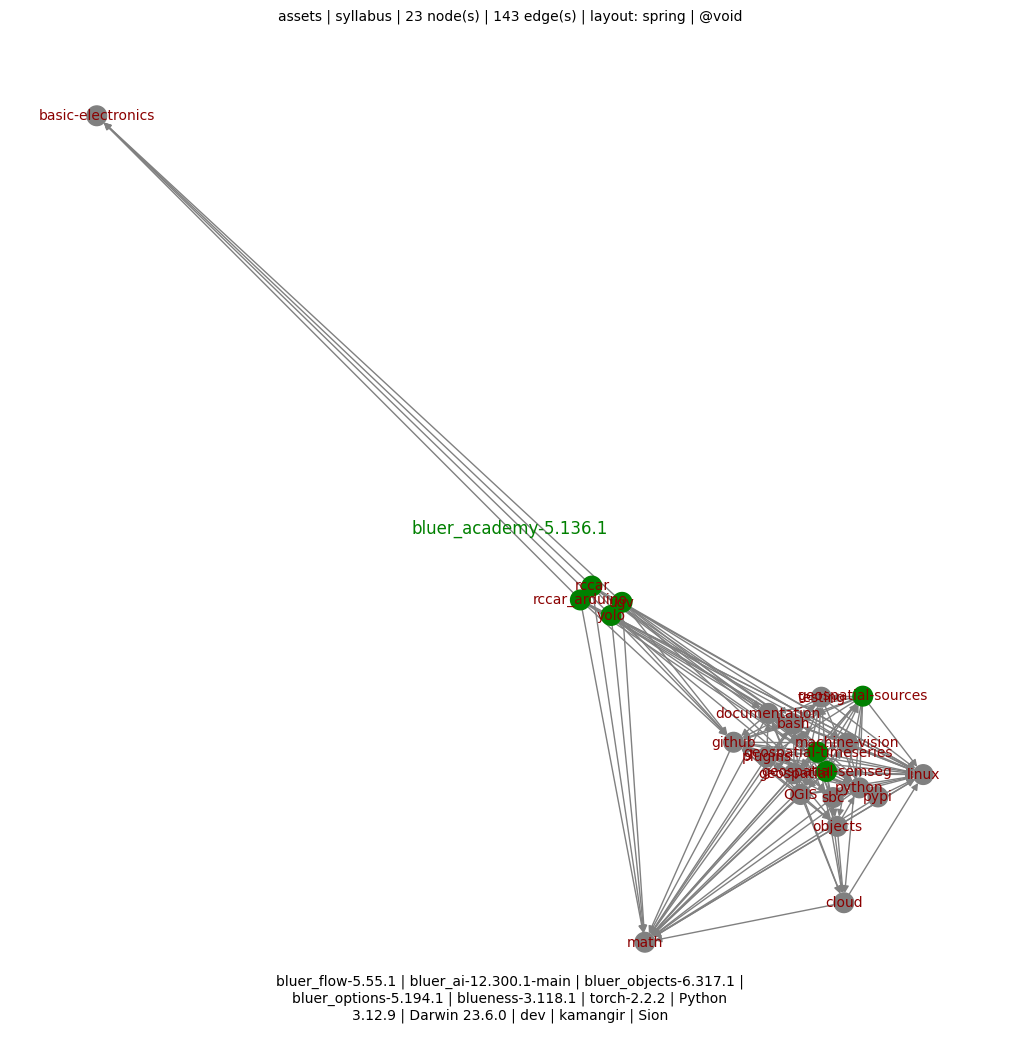 assets | syllabus | 23 node(s) | 143 edge(s) | layout: spring | @void
basic-electronics
bluer_academy-5.136.1
rccar
rccar_arduino
ugv
yolo
geospatial-sources
testing
documentation
bash
github
machine-vision
geospatial-timeseries
plugins
geospatial
geospatial-semseg
linux
python
QGIS
sbc
pypi
objects
cloud
math
bluer_flow-5.55.1 | bluer_ai-12.300.1-main | bluer_objects-6.317.1 |
bluer_options-5.194.1 | blueness-3.118.1 | torch-2.2.2 | Python
3.12.9 | Darwin 23.6.0 | dev | kamangir | Sion